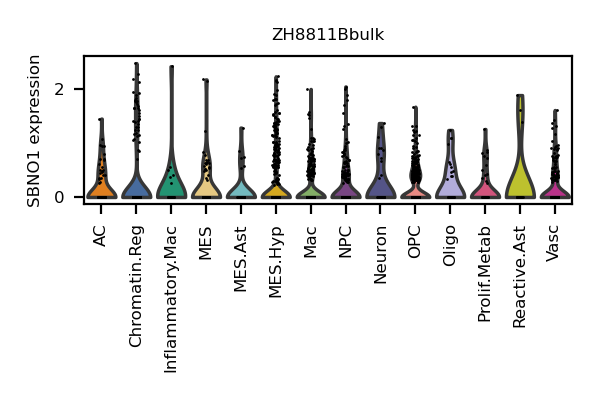 ZH8811Bbulk
SBNO1 expression
2
0
AC
Chromatin.Reg
Inflammatory.Mac
MES
MES.Ast
MES.Hyp
Mac
NPC
Neuron
OPC
Oligo
Prolif.Metab
Reactive.Ast
Vasc